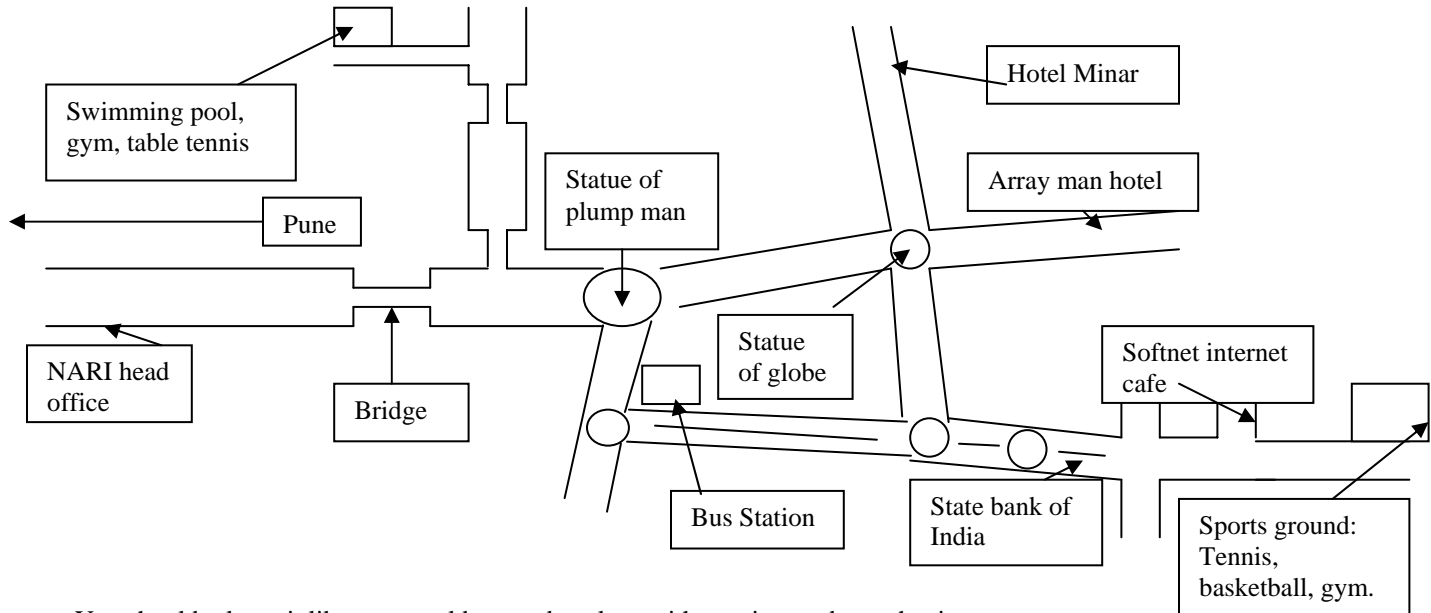 Hotel Minar
Swimming pool,
gym, table tennis
Statue of
plump man
Array man hotel
Pune
Statue
of globe
Softnet internet
cafe
NARI head
office
Bridge
Bus Station
State bank of
India
Sports ground:
Tennis,
basketball, gym.